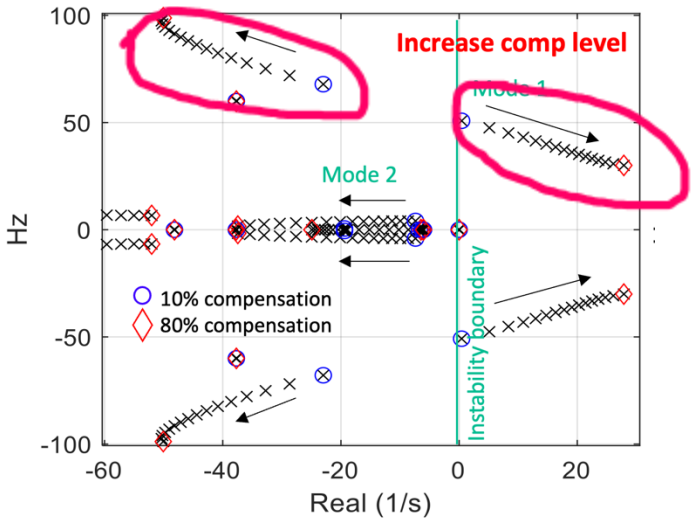 100
50
0
-50
-100
Hz
Increase comp level
Mode 1
Mode 2
10% compensation
80% compensation
Instability boundary
-60
-40
-20
0
20
Real (1/s)